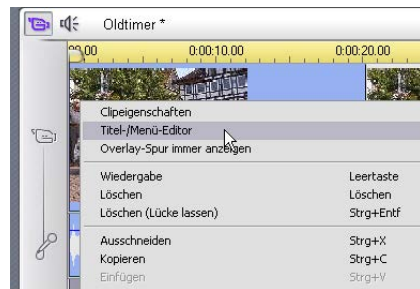 Oldtimer *
00,00 0:00:10.00 0:00:20.00
Clipeigenschaften
Titel-/Menü-Editor
Overlay-Spur immer anzeigen
Wiedergabe Leertaste
Löschen Löschen
Löschen (Lücke lassen) Strg+Entf
Ausschneiden Strg+X
Kopieren Strg+C
Einfügen Strg+V